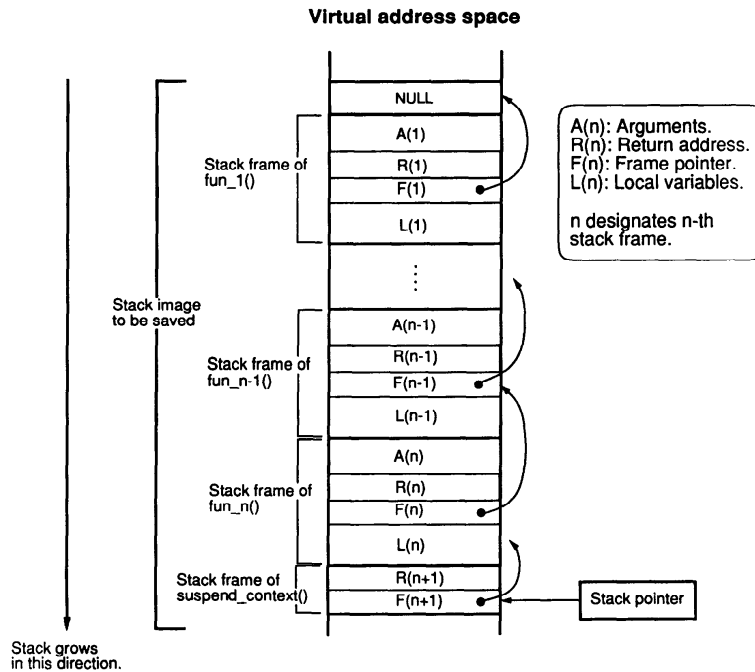 Virtual address space
NULL
A(1)
R(1)
F(1)
L(1)
Stack frame of
fun_1()
A(n): Arguments.
R(n): Return address.
F(n): Frame pointer.
L(n): Local variables.
n designates n-th
stack frame.
Stack image
to be saved
A(n-1)
R(n-1)
F(n-1)
L(n-1)
Stack frame of
fun_n-1()
A(n)
R(n)
F(n)
L(n)
Stack frame of
fun_n()
R(n+1)
F(n+1)
Stack frame of
suspend_context()
Stack pointer
Stack grows
in this direction.